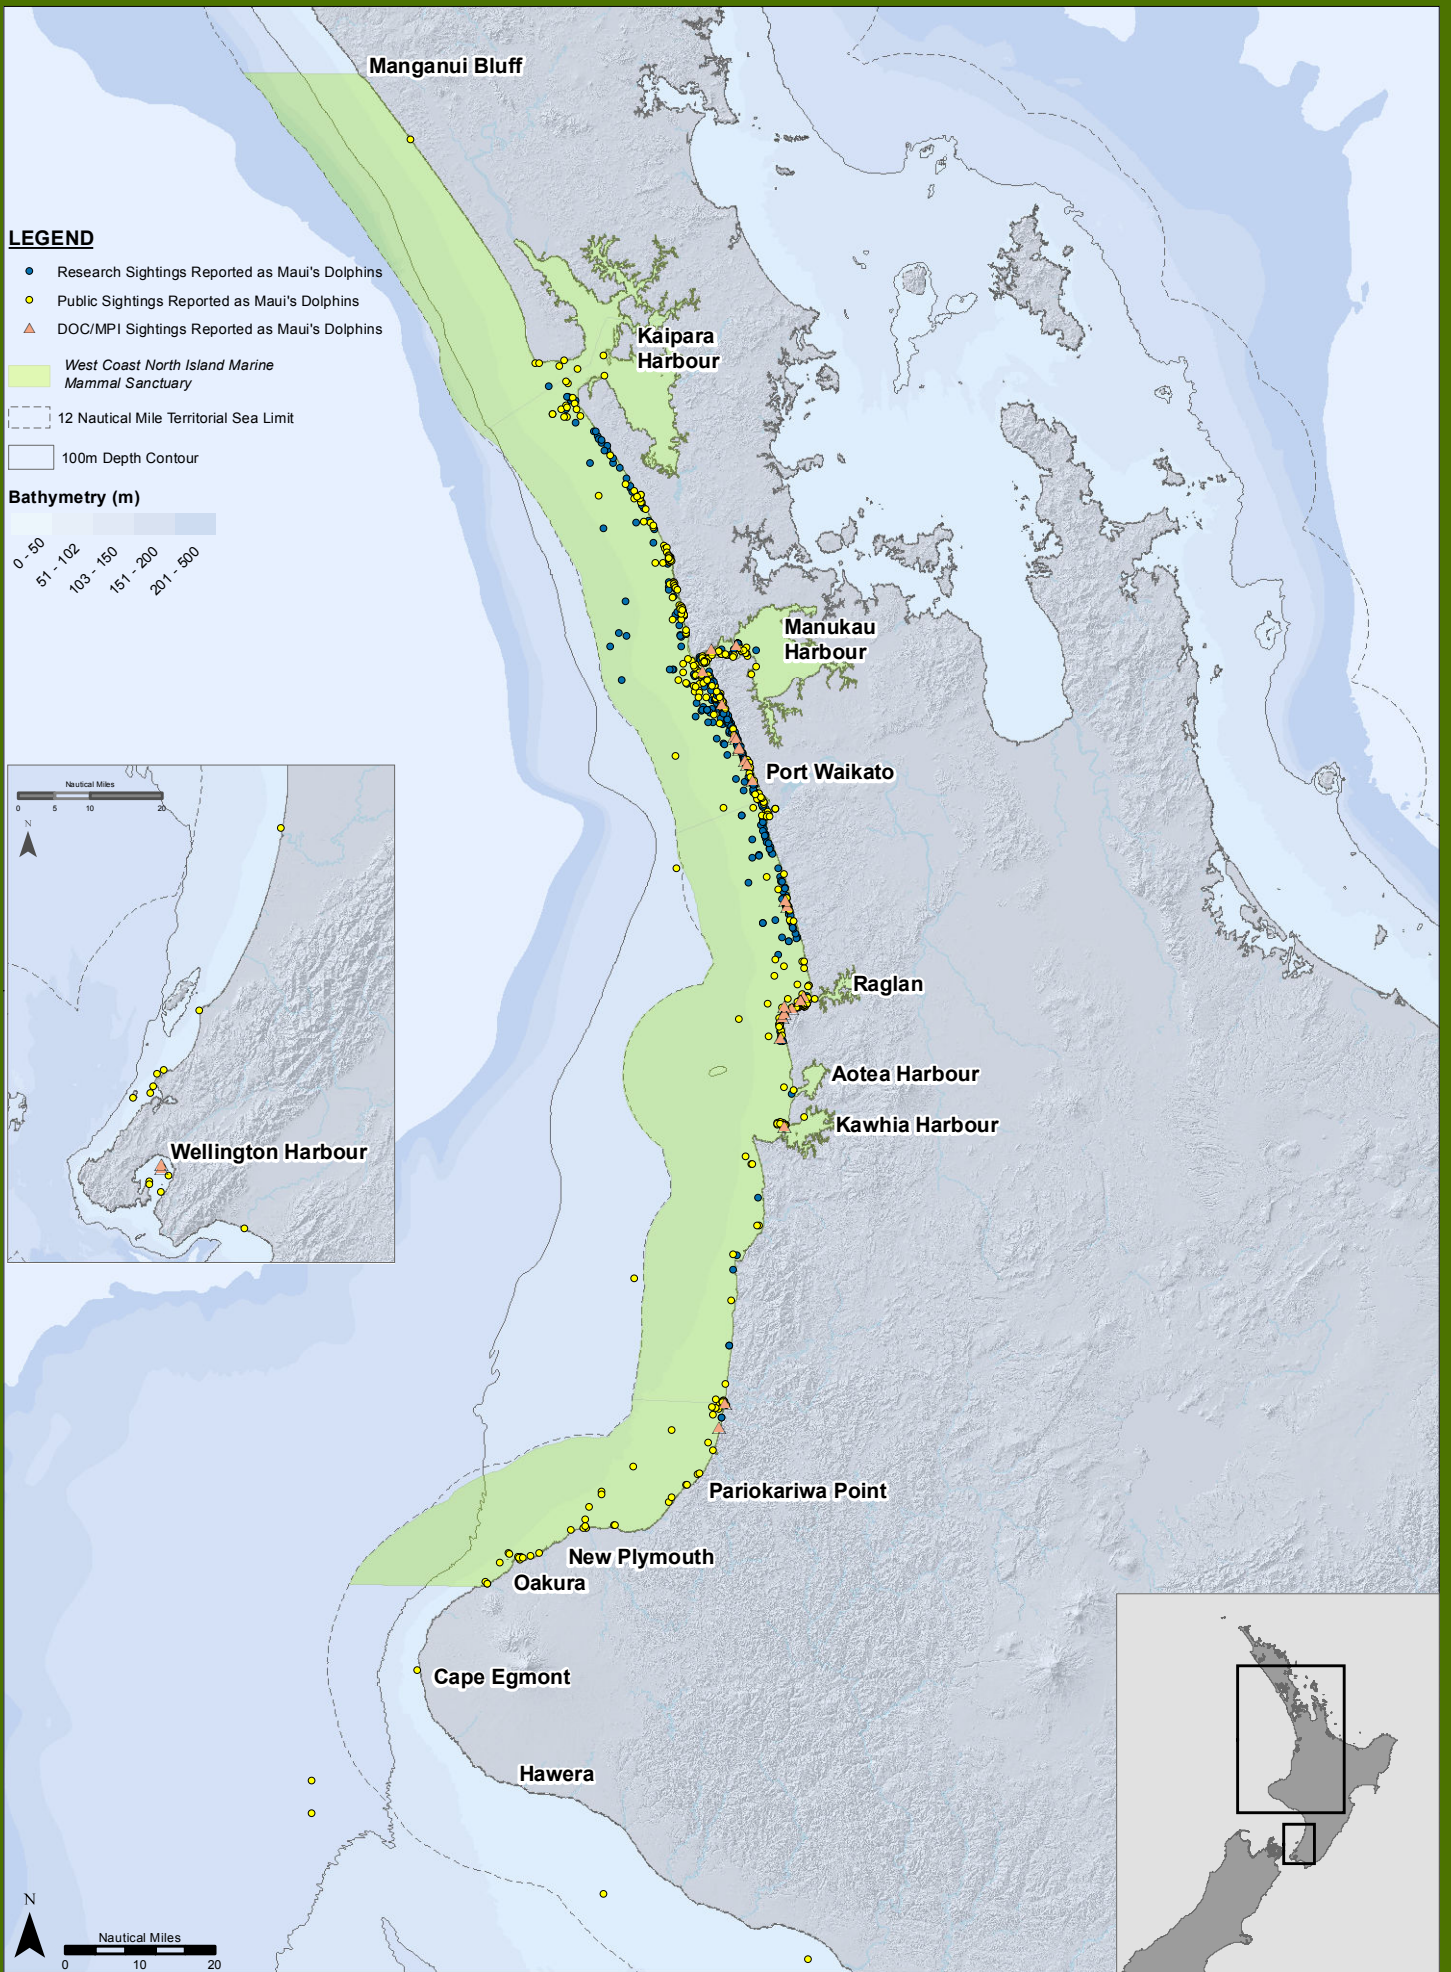 Manganui Bluff
LEGEND
Research Sightings Reported as Maui's Dolphins
Public Sightings Reported as Maui's Dolphins
DOC/MPI Sightings Reported as Maui's Dolphins
West Coast North Island Marine
Mammal Sanctuary
12 Nautical Mile Territorial Sea Limit
100m Depth Contour
Bathymetry (m)
0 - 50
51 - 102
103 - 150
151 - 200
201 - 500
Kaipara
Harbour
Manukau
Harbour
Port Waikato
Nautical Miles
0 5 10 20
N
Wellington Harbour
Raglan
Aotea Harbour
Kawhia Harbour
Pariokariwa Point
New Plymouth
Oakura
Cape Egmont
Hawera
N
Nautical Miles
0 10 20